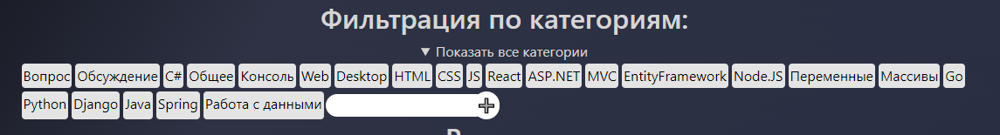 Фильтрация по категориям:
▼ Показать все категории
Вопрос Обсуждение C# Общее Консоль Web Desktop HTML CSS JS React ASP.NET MVC EntityFramework Node.JS Переменные Массивы Go
Python Django Java Spring Работа с данными